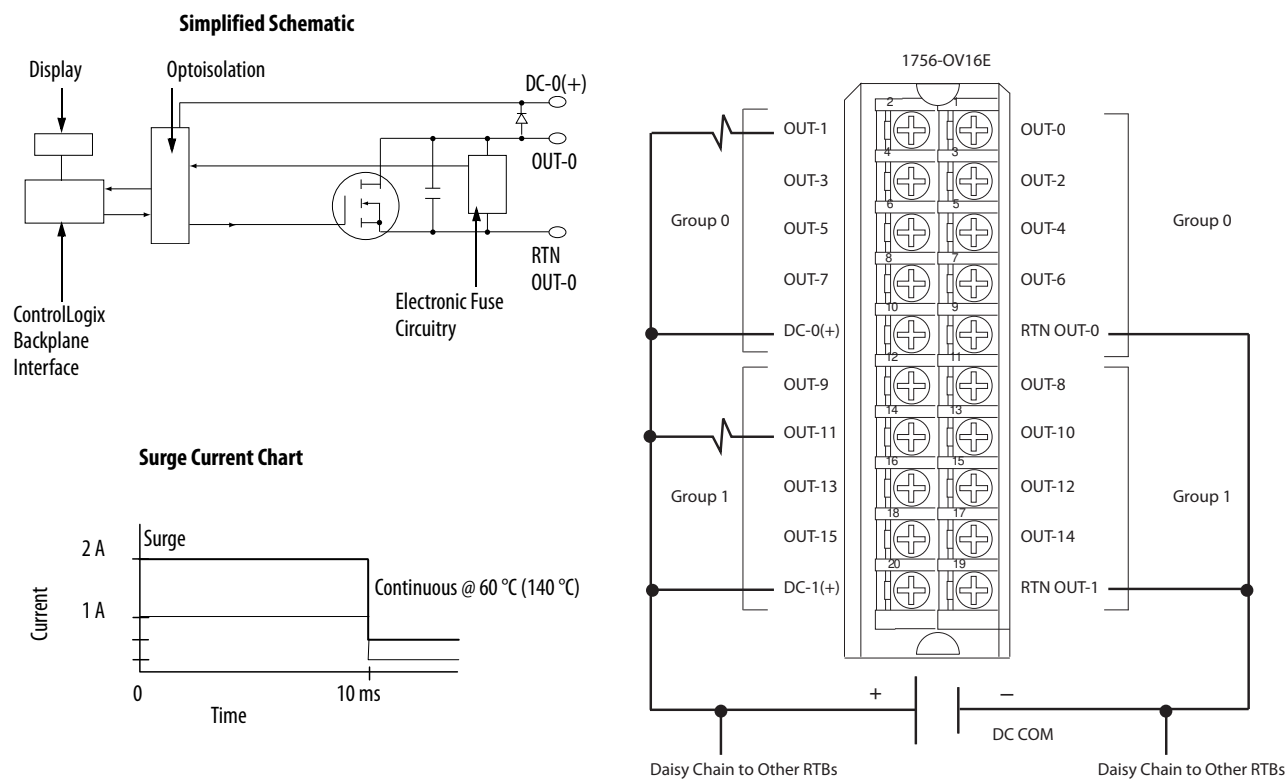 Simplified Schematic
Display
Optoisolation
DC-0(+)
OUT-0
RTN
OUT-0
Electronic Fuse
Circuitry
ControlLogix
Backplane
Interface
Surge Current Chart
Current
2 A
Surge
Continuous @ 60 °C (140 °C)
1 A
0
10 ms
Time
1756-OV16E
OUT-1
2
1
OUT-0
OUT-3
4
3
OUT-2
Group 0
Group 0
OUT-5
6
5
OUT-4
OUT-7
8
7
OUT-6
DC-0(+)
10
9
RTN OUT-0
OUT-9
12
11
OUT-8
OUT-11
14
13
OUT-10
Group 1
Group 1
OUT-13
16
15
OUT-12
OUT-15
18
17
OUT-14
DC-1(+)
20
19
RTN OUT-1
+
–
DC COM
Daisy Chain to Other RTBs
Daisy Chain to Other RTBs